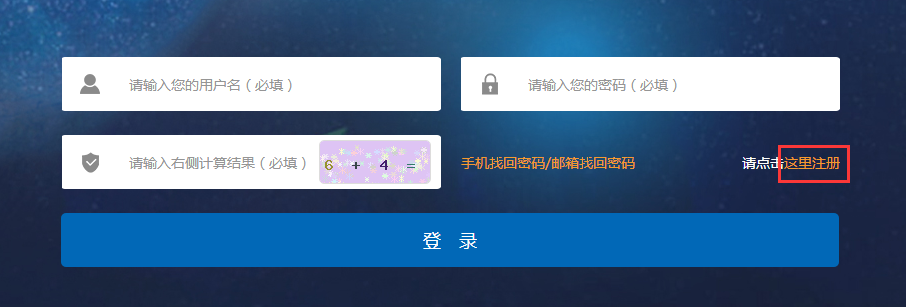 请输入您的用户名（必填）
请输入您的密码（必填）
请输入右侧计算结果（必填）
6 + 4 =
手机找回密码/邮箱找回密码
请点击这里注册
登 录